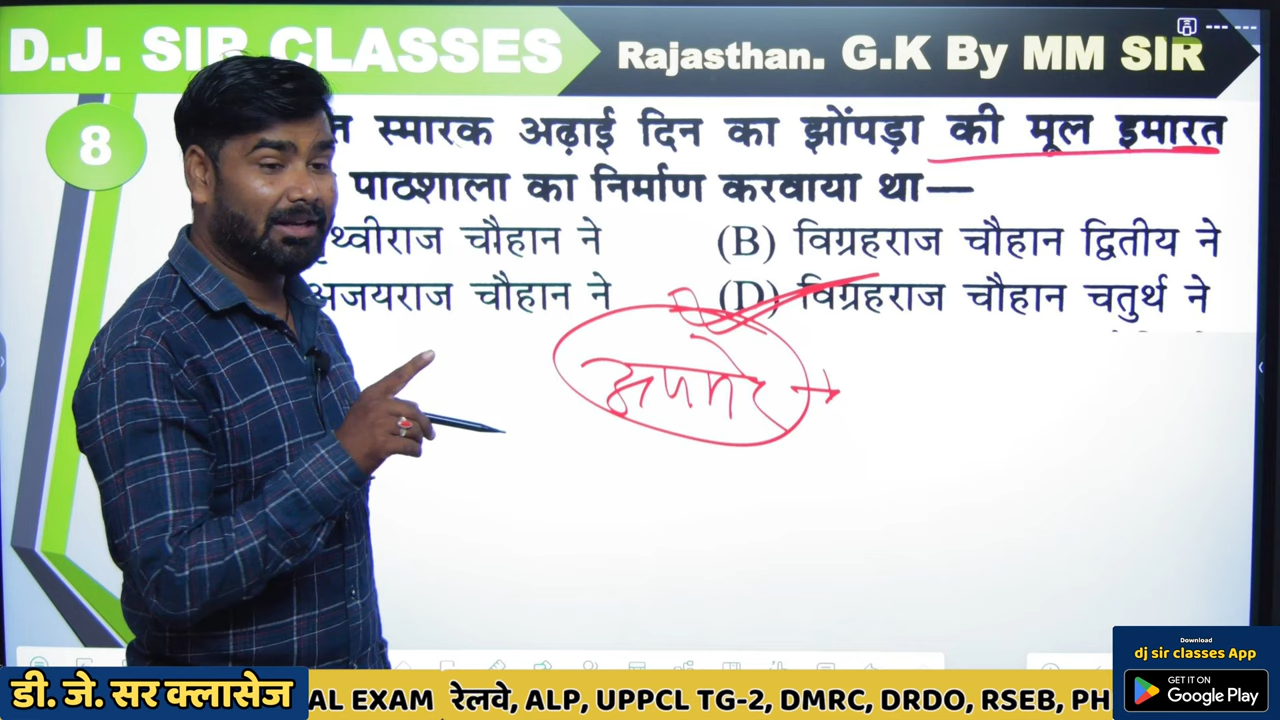 D.J. SIR CLASSES
Rajasthan. G.K By MM SIR
8
स्मारक अढ़ाई दिन का झोंपड़ा की मूल इमारत
पाठशाला का निर्माण करवाया था—
थ्वीराज चौहान ने (B) विग्रहराज चौहान द्वितीय ने
अजयराज चौहान ने (D) विग्रहराज चौहान चतुर्थ ने
डी. जे. सर क्लासेज
AL EXAM रेलवे, ALP, UPPCL TG-2, DMRC, DRDO, RSEB, PH
Download
dj sir classes App
GET IT ON
Google Play